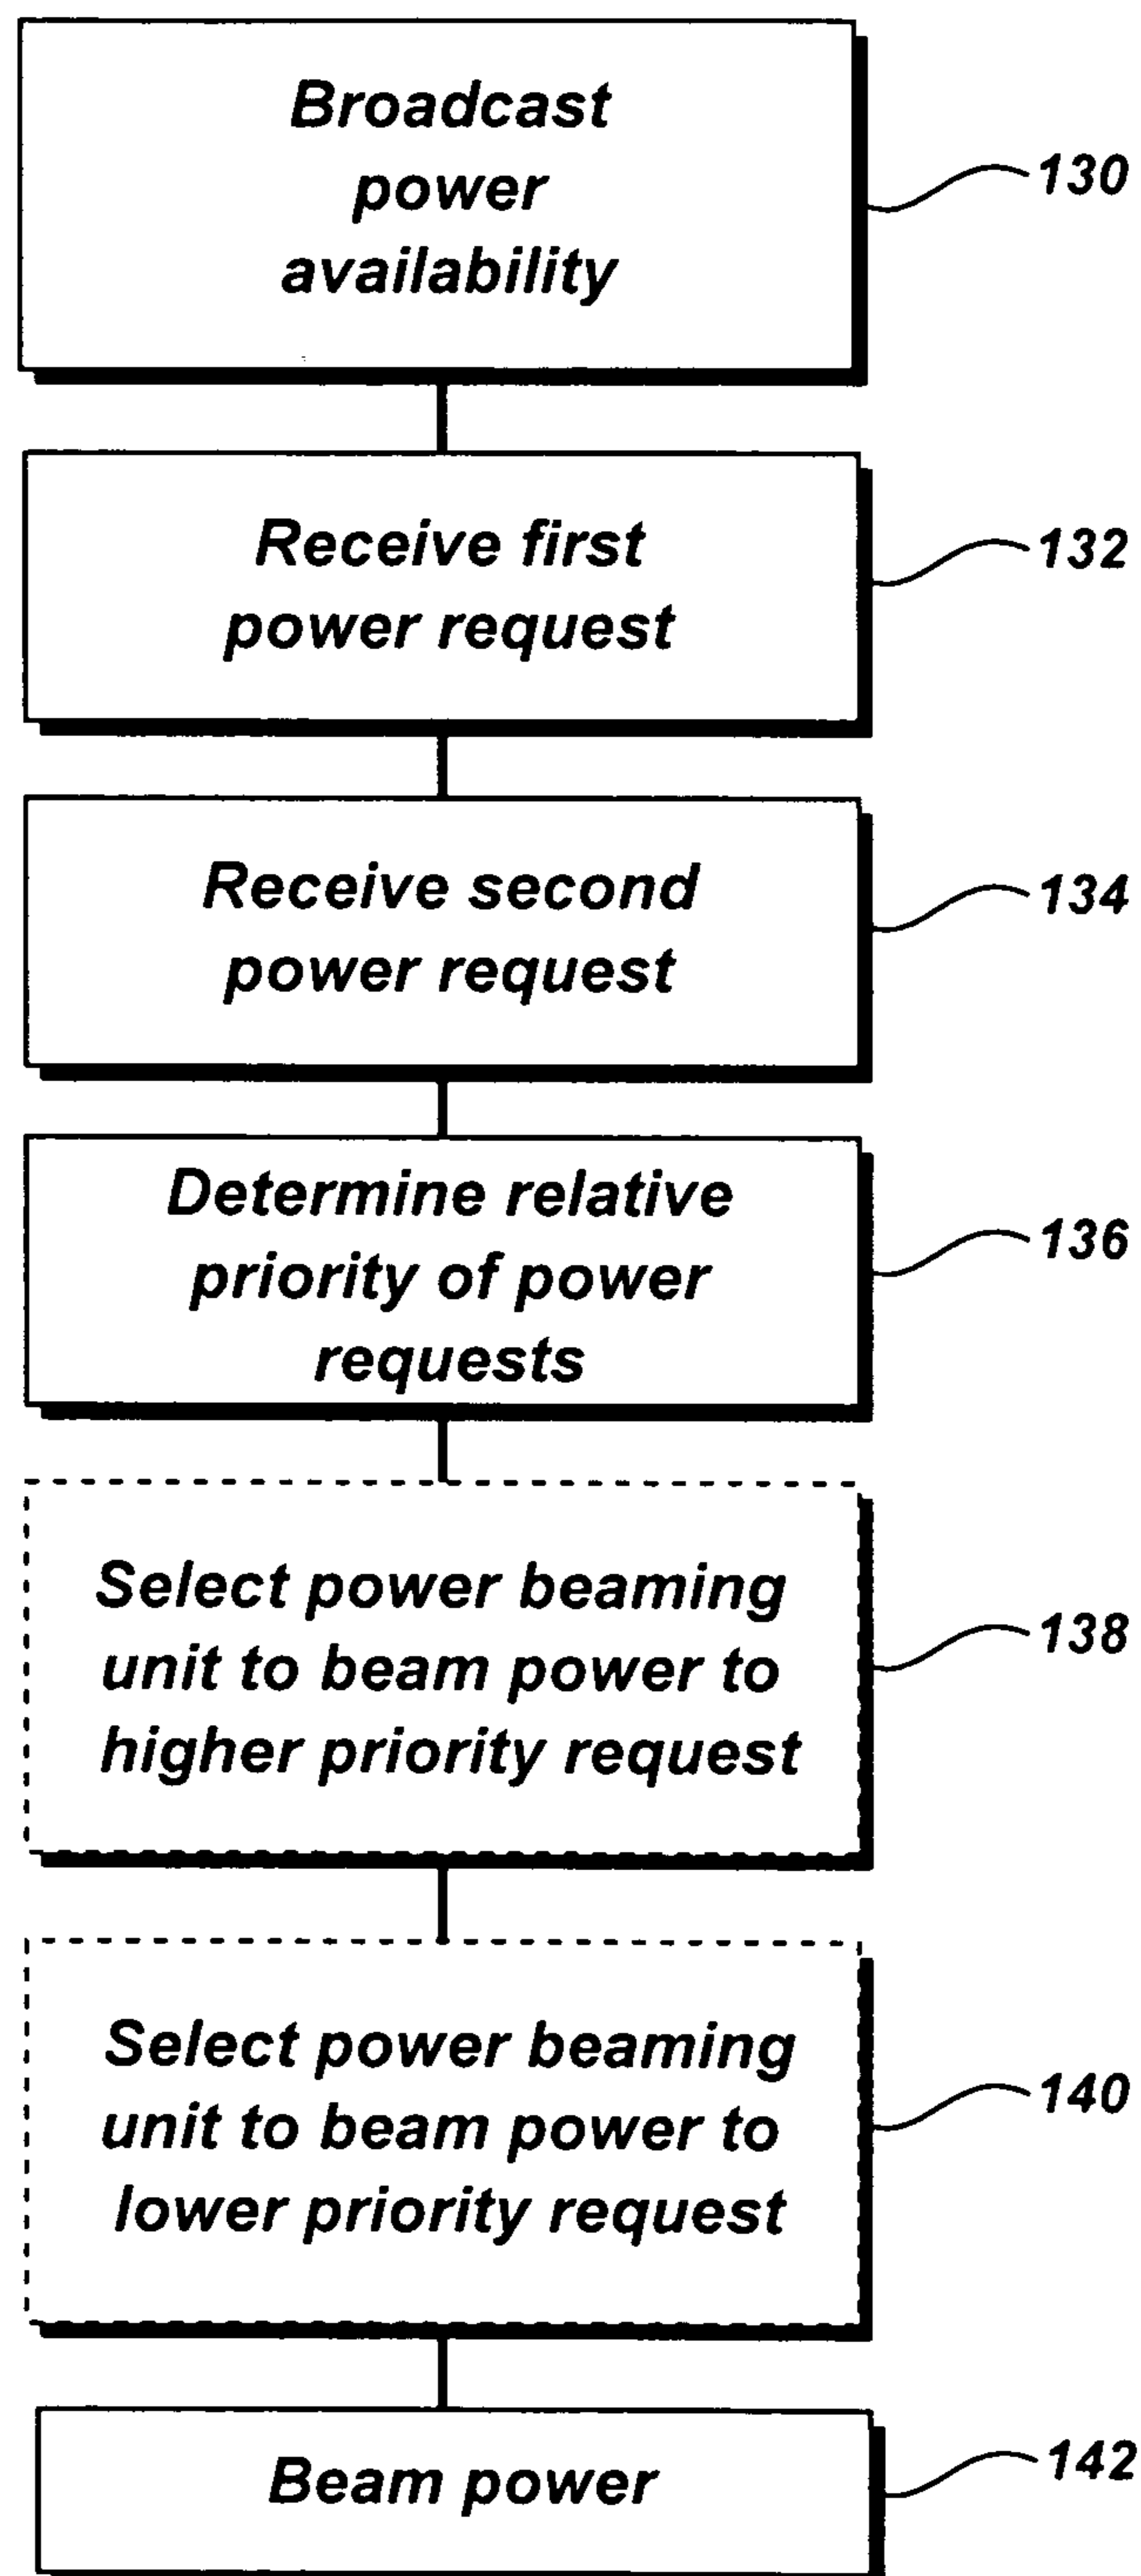 Broadcast
power
availability
130
Receive first
power request
132
Receive second
power request
134
Determine relative
priority of power
requests
136
Select power beaming
unit to beam power to
higher priority request
138
Select power beaming
unit to beam power to
lower priority request
140
Beam power
142